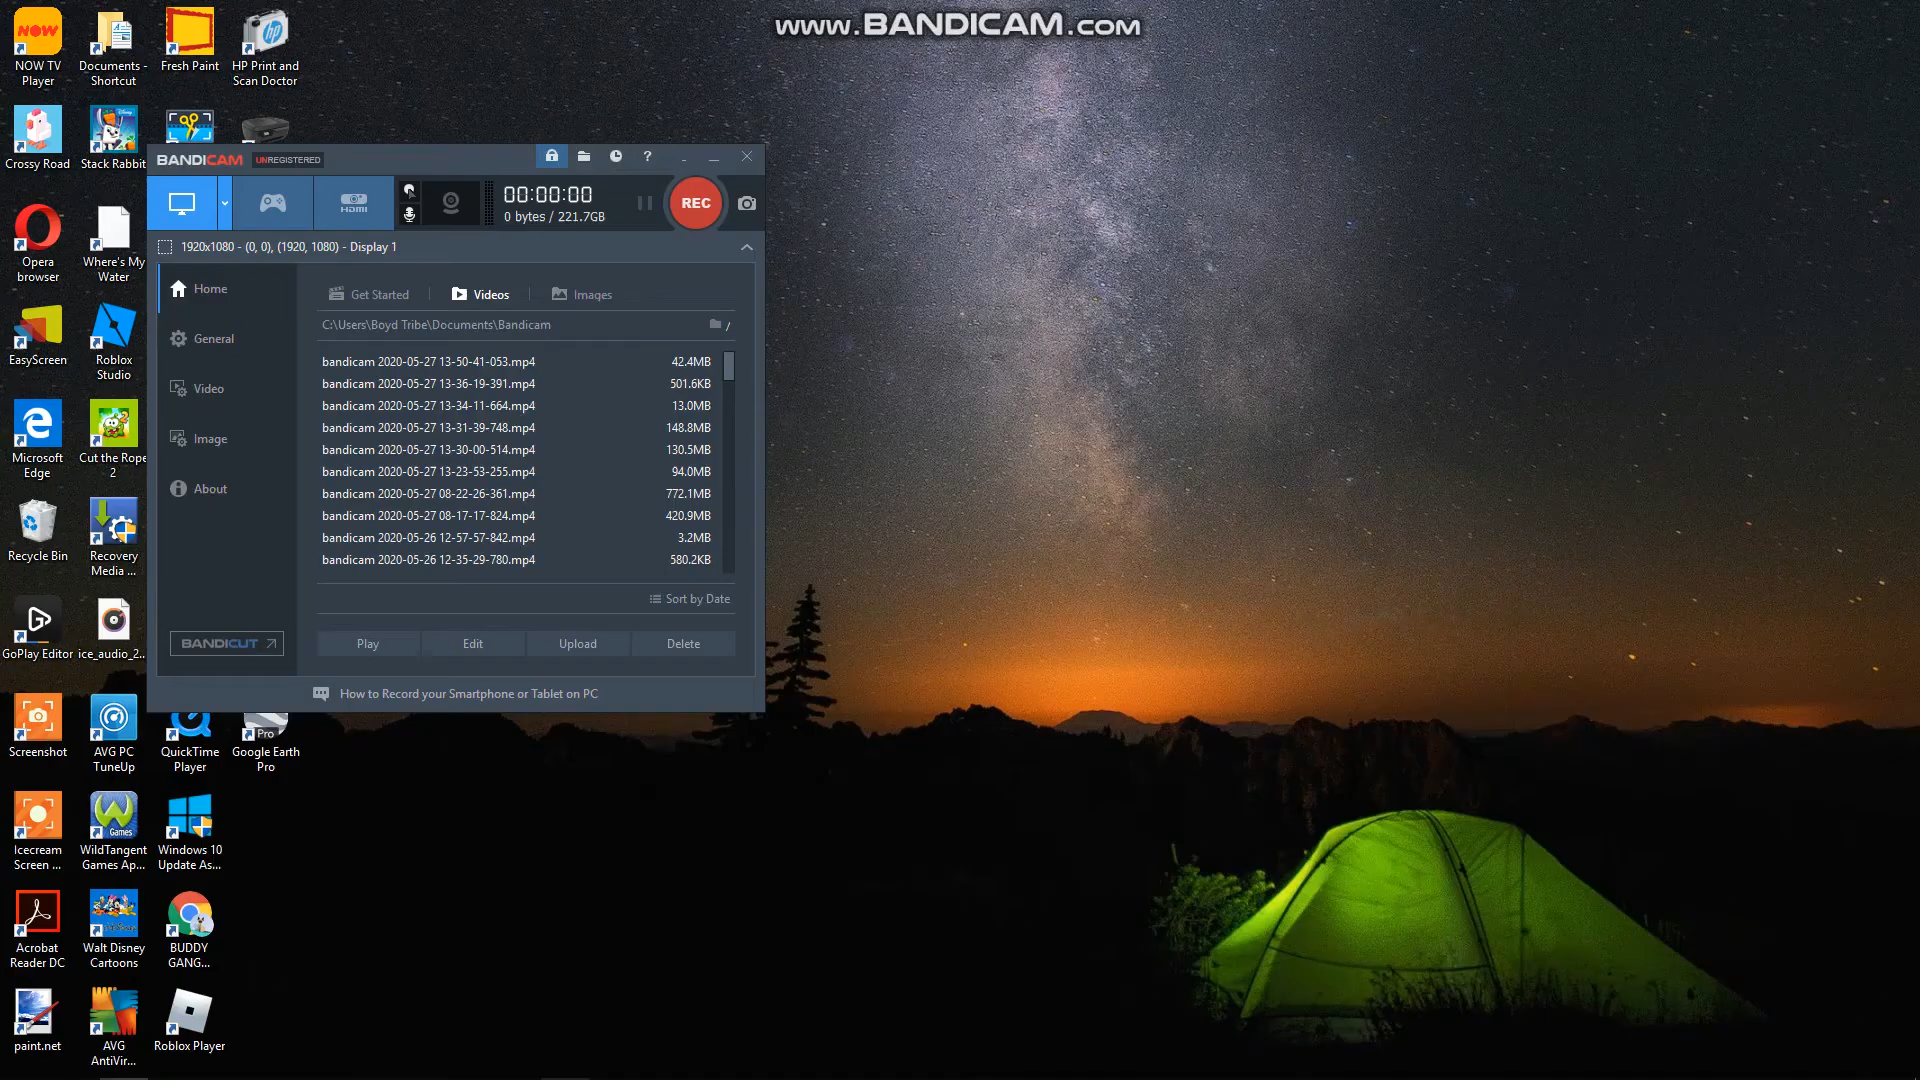 www.BANDICAM.com
NOW
NOW TV
Player
Documents -
Shortcut
Fresh Paint
HP Print and
Scan Doctor
Crossy Road
Stack Rabbit
Opera
browser
Where's My
Water
EasyScreen
Roblox
Studio
Microsoft
Edge
Cut the Rope
2
Recycle Bin
Recovery
Media ...
GoPlay Editor
ice_audio_2...
Screenshot
AVG PC
TuneUp
QuickTime
Player
Pro
Google Earth
Pro
Icecream
Screen ...
Games
WildTangent
Games Ap...
Windows 10
Update As...
Acrobat
Reader DC
Walt Disney
Cartoons
BUDDY
GANG...
paint.net
AVG
AntiVir...
Roblox Player
BANDICAM UNREGISTERED
?
HDMI
00:00:00
0 bytes / 221.7GB
REC
1920x1080 - (0, 0), (1920, 1080) - Display 1
Home
General
Video
Image
About
BANDICUT
Get Started
Videos
Images
C:\Users\Boyd Tribe\Documents\Bandicam
/
bandicam 2020-05-27 13-50-41-053.mp4 42.4MB
bandicam 2020-05-27 13-36-19-391.mp4 501.6KB
bandicam 2020-05-27 13-34-11-664.mp4 13.0MB
bandicam 2020-05-27 13-31-39-748.mp4 148.8MB
bandicam 2020-05-27 13-30-00-514.mp4 130.5MB
bandicam 2020-05-27 13-23-53-255.mp4 94.0MB
bandicam 2020-05-27 08-22-26-361.mp4 772.1MB
bandicam 2020-05-27 08-17-17-824.mp4 420.9MB
bandicam 2020-05-26 12-57-57-842.mp4 3.2MB
bandicam 2020-05-26 12-35-29-780.mp4 580.2KB
Sort by Date
Play
Edit
Upload
Delete
How to Record your Smartphone or Tablet on PC